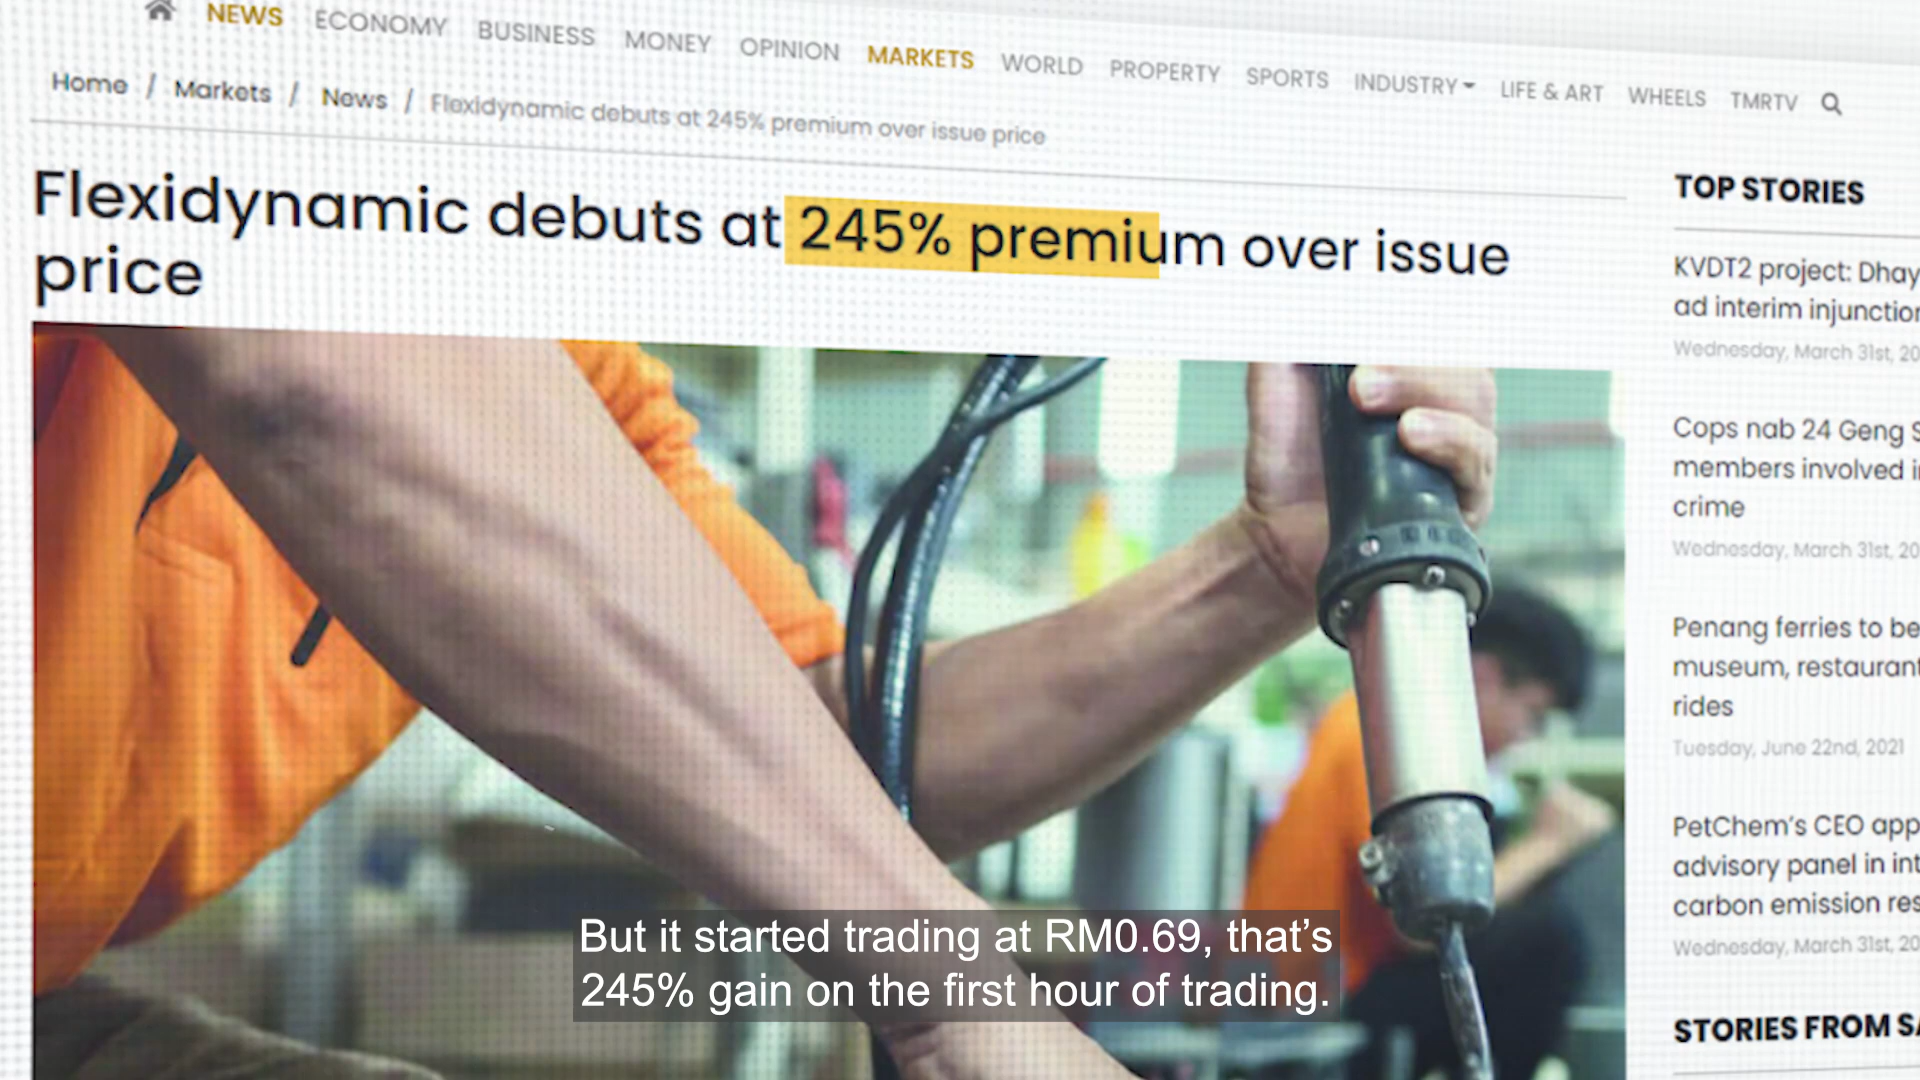 NEWS ECONOMY BUSINESS MONEY OPINION MARKETS WORLD PROPERTY SPORTS INDUSTRY LIFE & ART WHEELS TMRTV
Home / Markets / News / Flexidynamic debuts at 245% premium over issue price
Flexidynamic debuts at 245% premium over issue
price
TOP STORIES
KVDT2 project: Dhay
ad interim injunction
Wednesday, March 31st, 20
Cops nab 24 Geng S
members involved i
crime
Wednesday, March 31st, 20
Penang ferries to be
museum, restaurant
rides
Tuesday, June 22nd, 2021
PetChem's CEO app
advisory panel in int
carbon emission res
Wednesday, March 31st, 20
STORIES FROM SA
But it started trading at RM0.69, that's
245% gain on the first hour of trading.